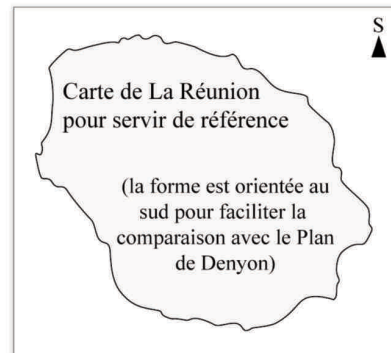 S
Carte de La Réunion
pour servir de référence
(la forme est orientée au
sud pour faciliter la
comparaison avec le Plan
de Denyon)